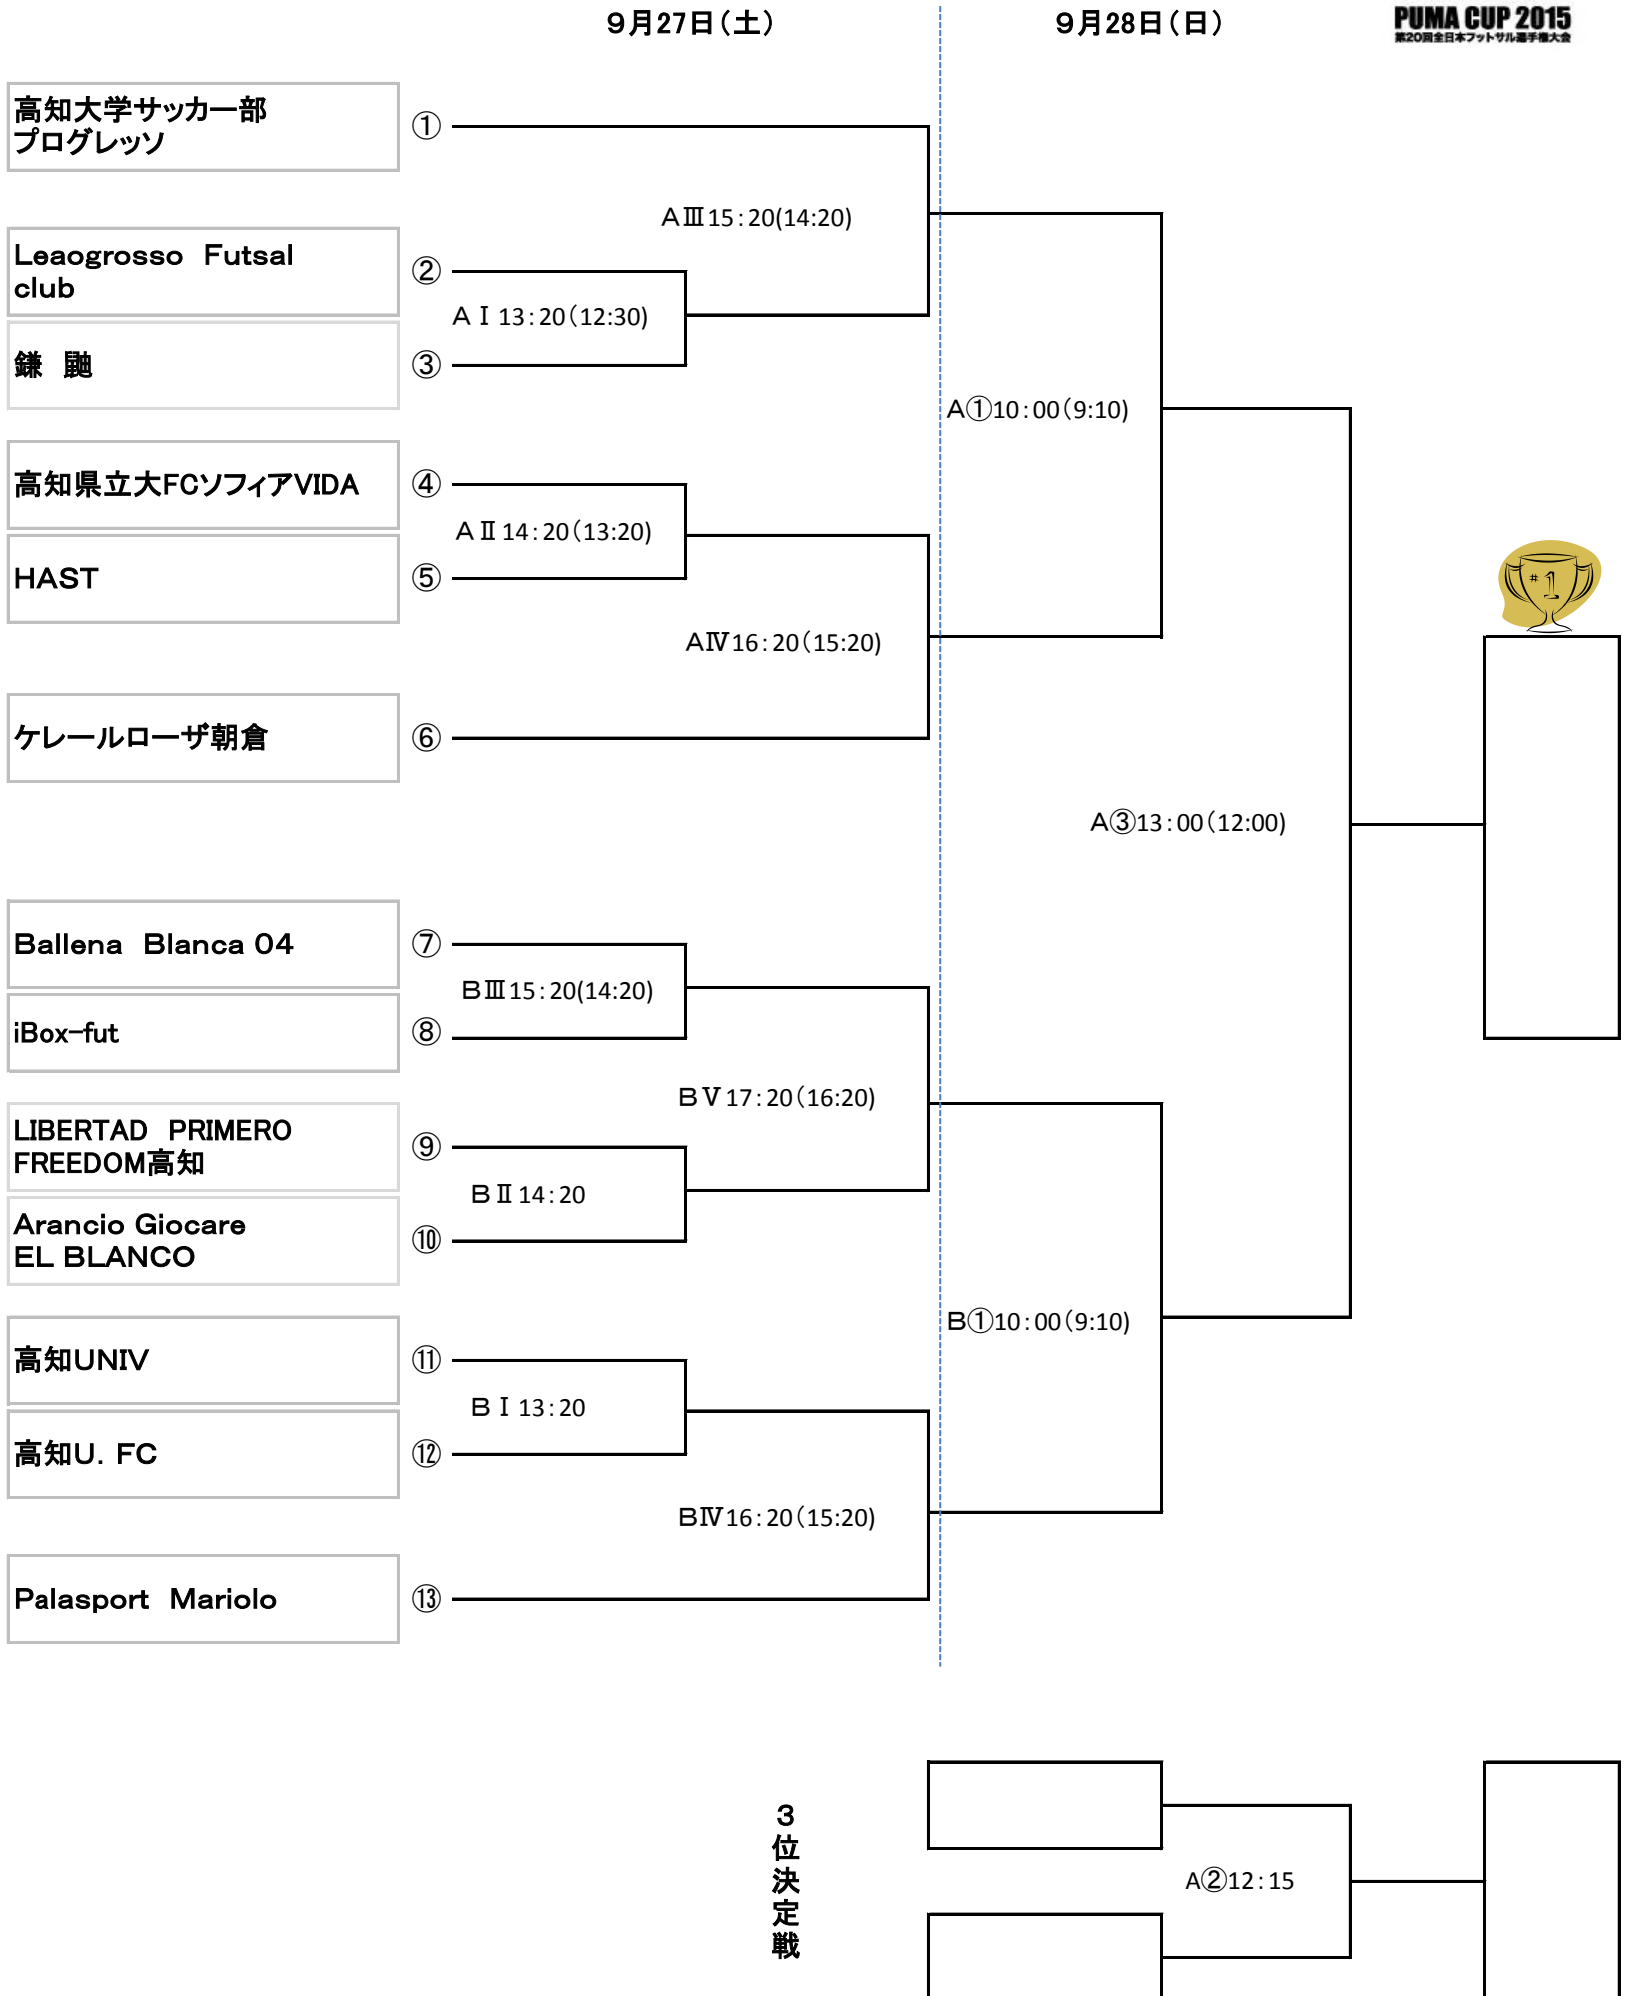 ９月27日（土）
９月28日（日）
PUMA CUP 2015
第20回全日本フットサル選手権大会
高知大学サッカー部
プログレッソ
①
AⅢ15：20(14:20)
Leaogrosso　Futsal
club
②
AⅠ13：20（12:30)
鎌　鼬
③
A①10：00（9:10)
高知県立大FCソフィアVIDA
④
AⅡ14：20（13:20)
HAST
⑤
#1
AⅣ16：20（15:20)
ケレールローザ朝倉
⑥
A③13：00（12:00)
Ballena　Blanca 04
⑦
BⅢ15：20(14:20)
iBox-fut
⑧
BⅤ17：20（16:20)
LIBERTAD　PRIMERO
FREEDOM高知
⑨
BⅡ14：20
Arancio Giocare
EL BLANCO
⑩
B①10：00（9:10)
高知UNIV
⑪
BⅠ13：20
高知U．FC
⑫
BⅣ16：20（15:20)
Palasport　Mariolo
⑬
３位決定戦
A②12：15